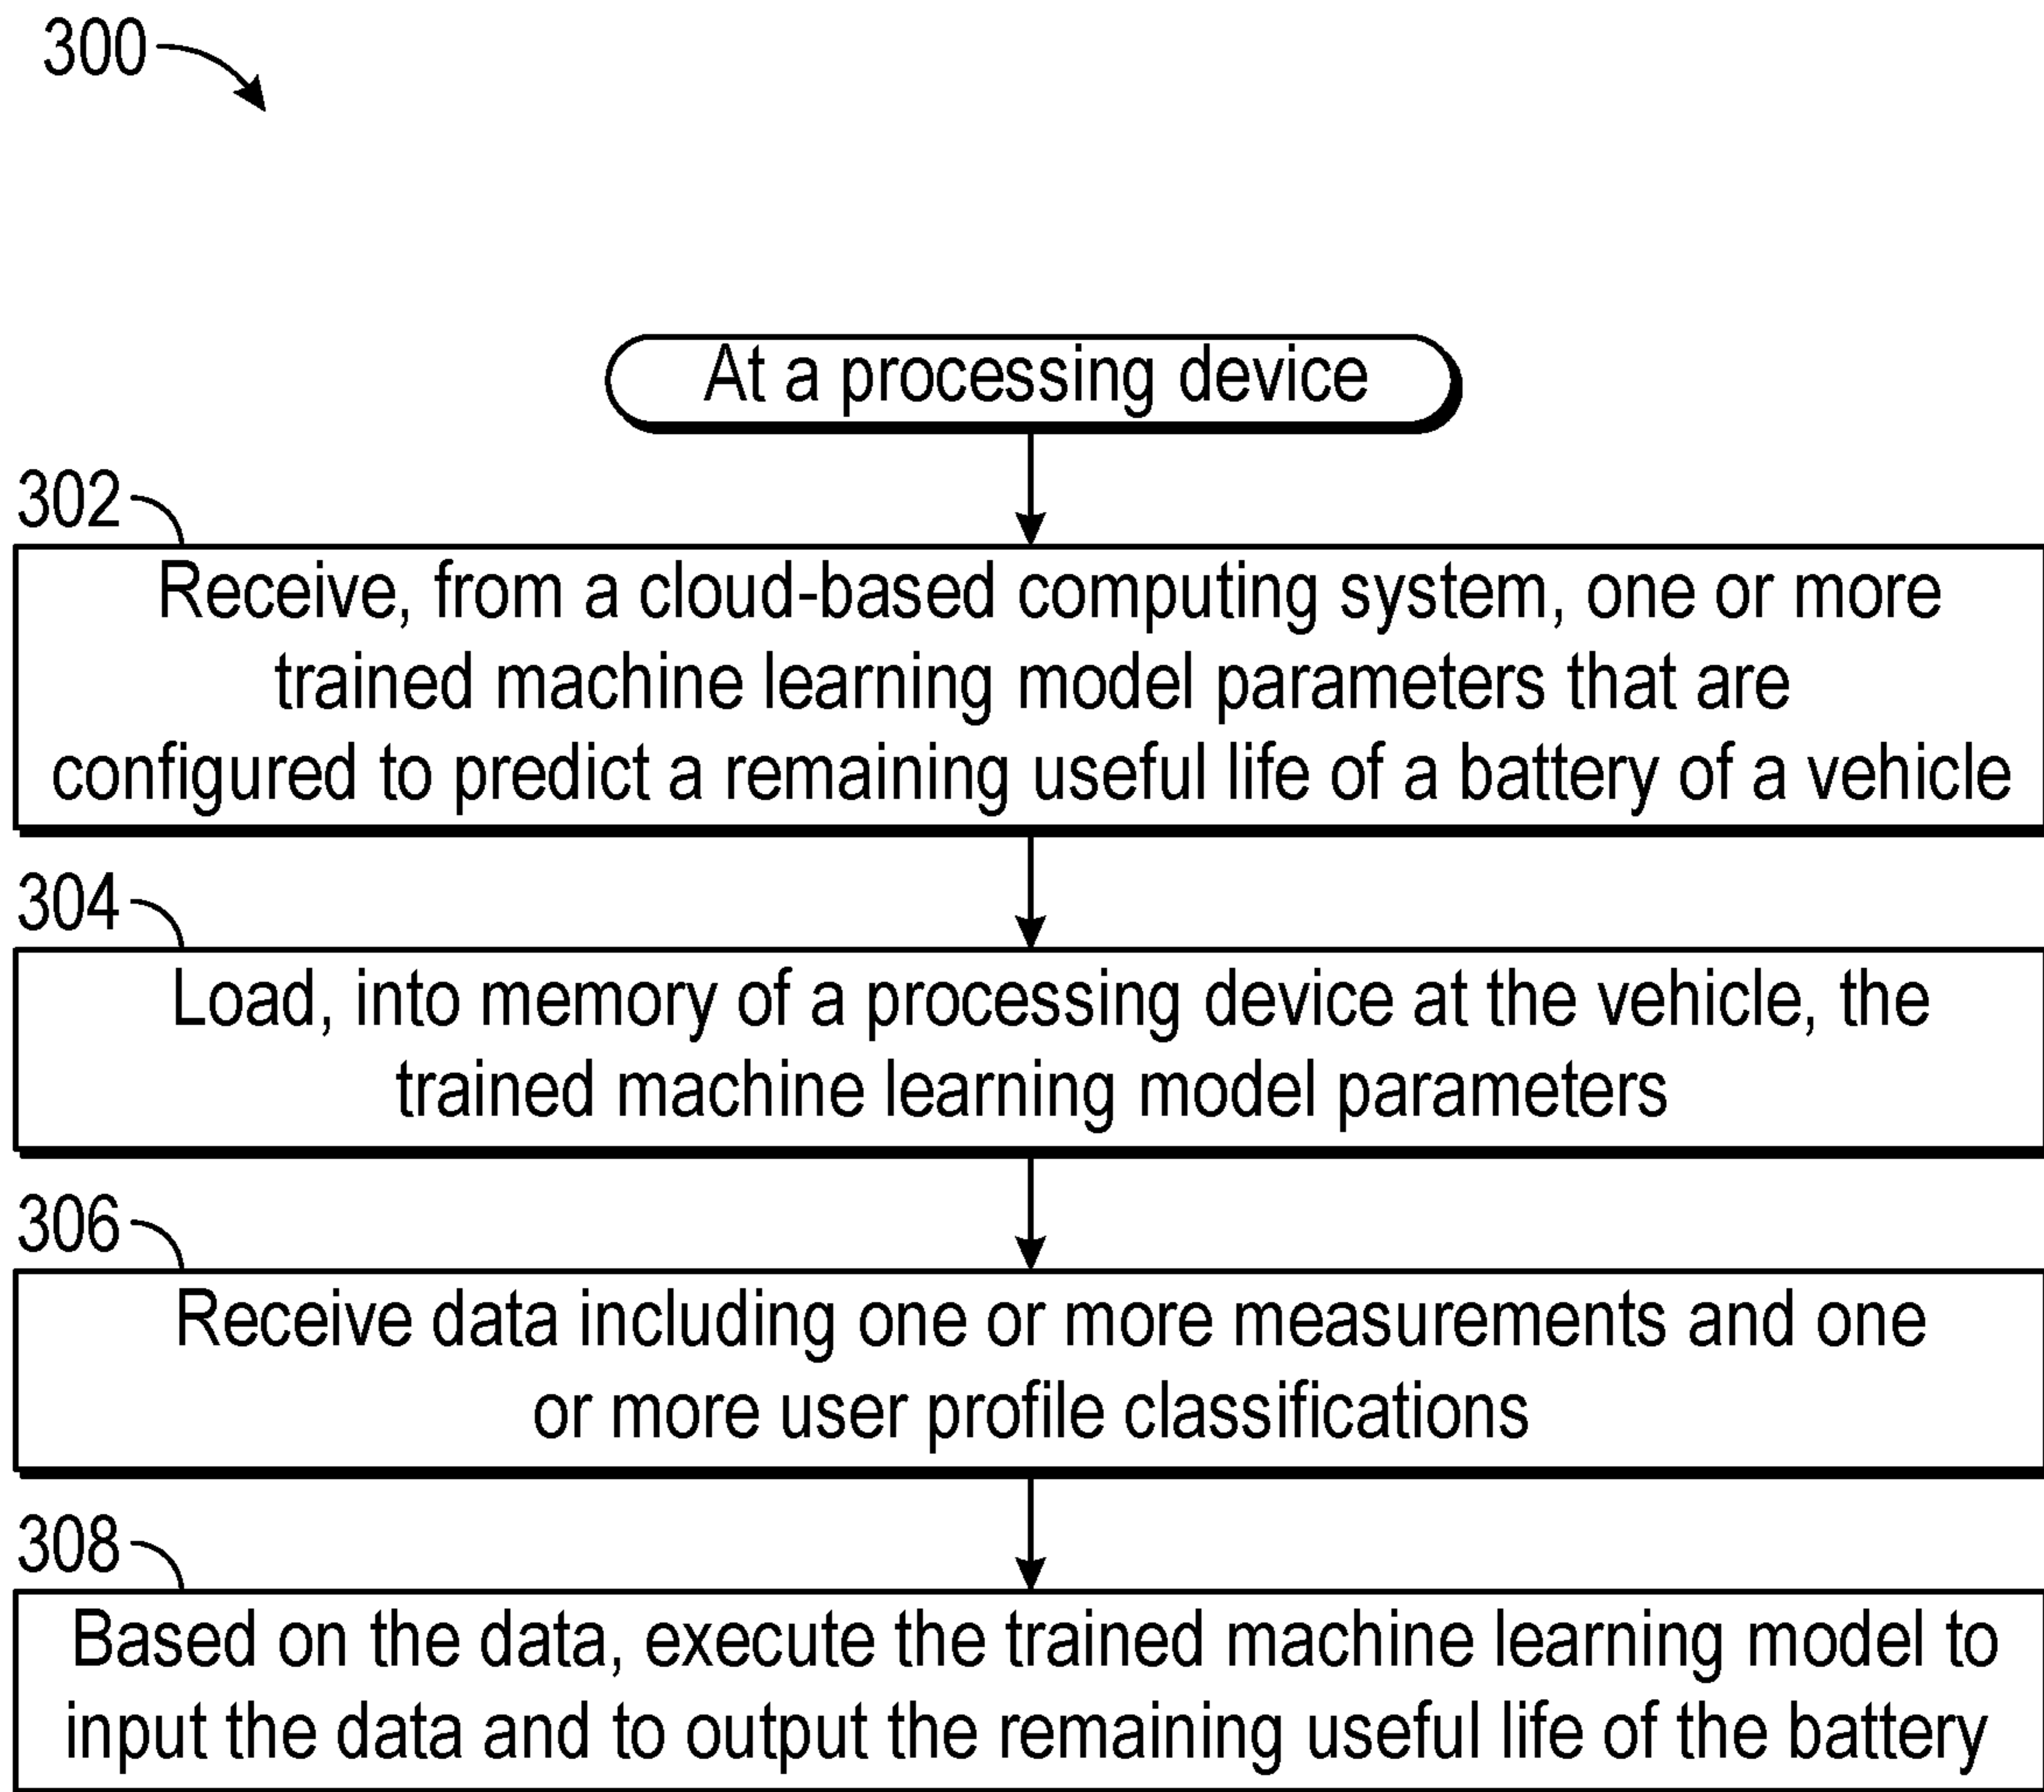 300
At a processing device
302
Receive, from a cloud-based computing system, one or more
trained machine learning model parameters that are
configured to predict a remaining useful life of a battery of a vehicle
304
Load, into memory of a processing device at the vehicle, the
trained machine learning model parameters
306
Receive data including one or more measurements and one
or more user profile classifications
308
Based on the data, execute the trained machine learning model to
input the data and to output the remaining useful life of the battery